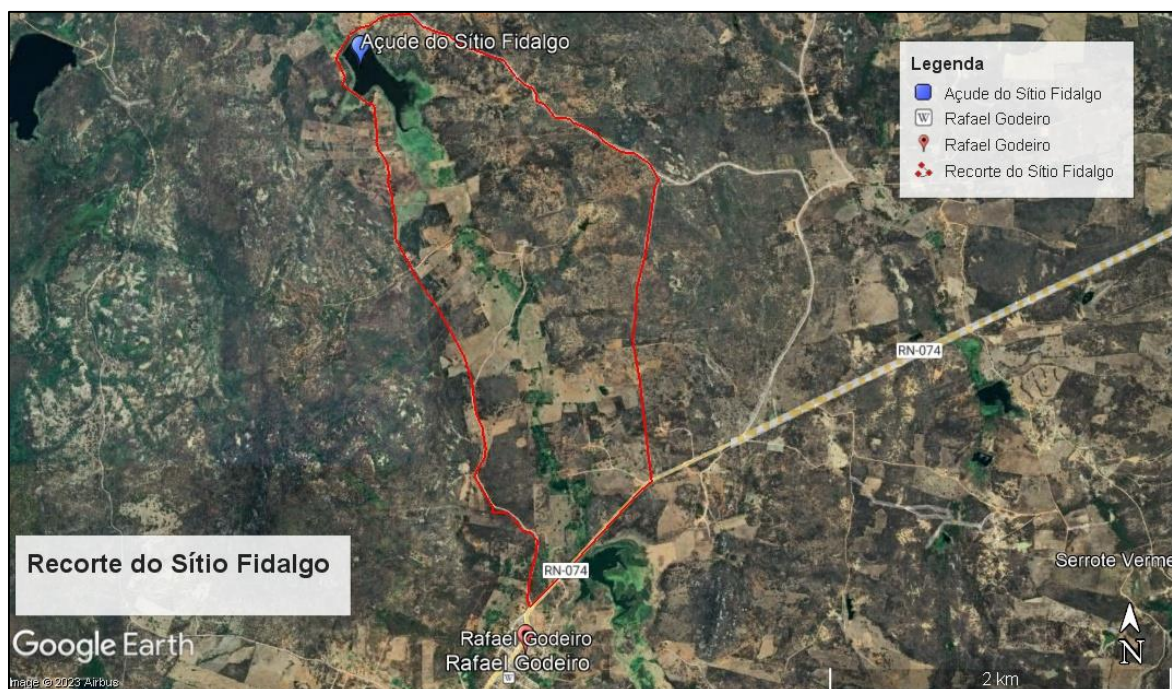 Açude do Sítio Fidalgo
Legenda
Açude do Sítio Fidalgo
W Rafael Godeiro
Rafael Godeiro
Recorte do Sítio Fidalgo
RN-074
RN-074
Recorte do Sítio Fidalgo
Serrote Verme
Rafael Godeiro
Rafael Godeiro
W
Google Earth
Image © 2023 Airbus
2 km
N